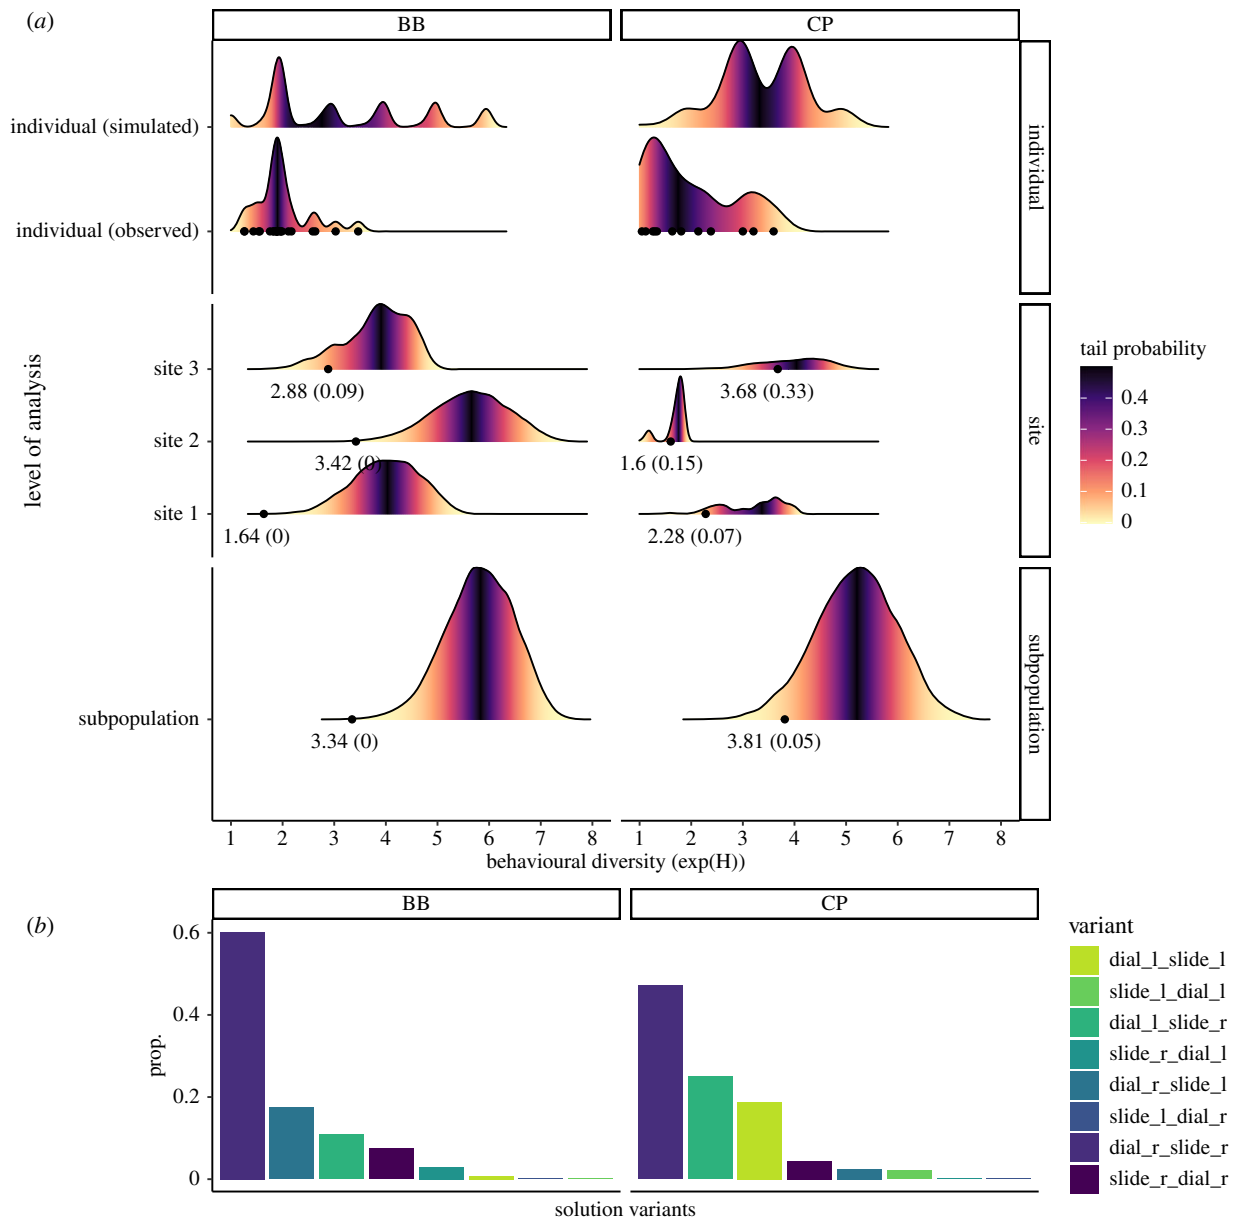 (a)
BB
CP
individual (simulated)
individual (observed)
individual
level of analysis
site 3
2.88 (0.09)
3.68 (0.33)
site 2
3.42 (0)
1.6 (0.15)
site 1
1.64 (0)
2.28 (0.07)
site
tail probability
0.4
0.3
0.2
0.1
0
subpopulation
3.34 (0)
3.81 (0.05)
subpopulation
1 2 3 4 5 6 7 8
1 2 3 4 5 6 7 8
behavioural diversity (exp(H))
(b)
BB
CP
prop.
0.6
0.4
0.2
0
solution variants
variant
dial_l_slide_l
slide_l_dial_l
dial_l_slide_r
slide_r_dial_l
dial_r_slide_l
slide_l_dial_r
dial_r_slide_r
slide_r_dial_r